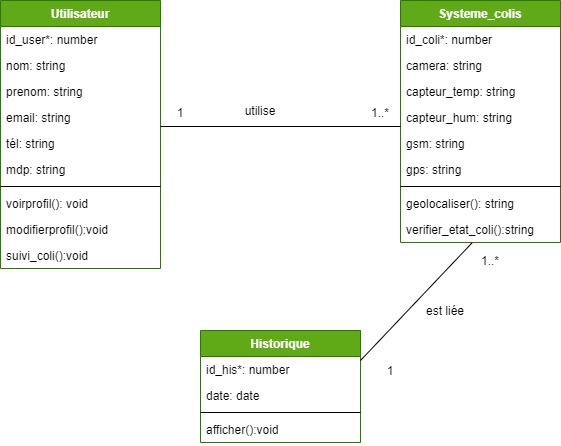 Utilisateur
id_user*: number
nom: string
prenom: string
email: string
tél: string
mdp: string
voirprofil(): void
modifierprofil():void
suivi_coli():void
1
utilise
1..*
Systeme_colis
id_coli*: number
camera: string
capteur_temp: string
capteur_hum: string
gsm: string
gps: string
geolocaliser(): string
verifier_etat_coli():string
1..*
est liée
1
Historique
id_his*: number
date: date
afficher():void